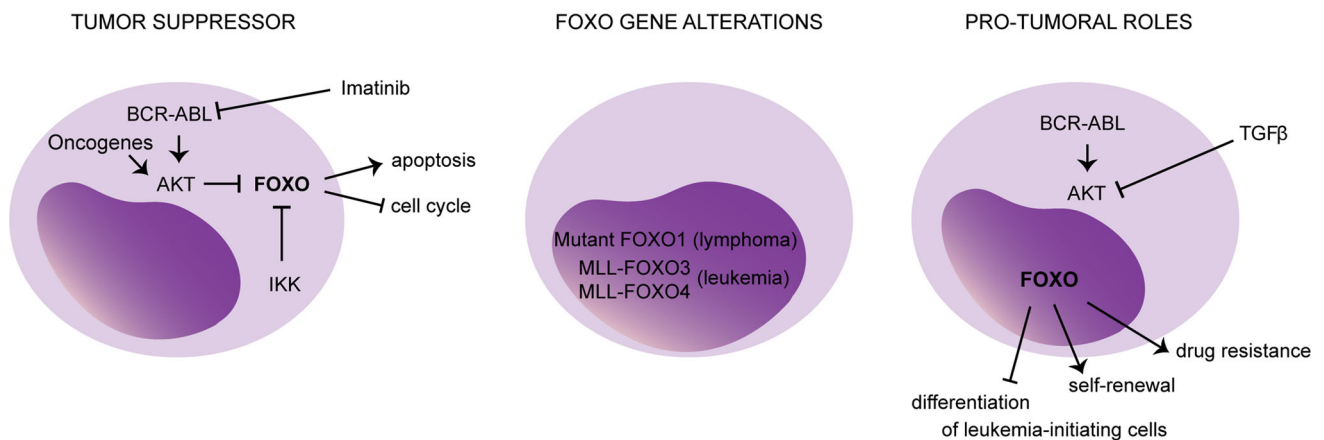 TUMOR SUPPRESSOR
Imatinib
BCR-ABL
Oncogenes
AKT
FOXO
apoptosis
cell cycle
IKK
FOXO GENE ALTERATIONS
Mutant FOXO1 (lymphoma)
MLL-FOXO3
MLL-FOXO4
(leukemia)
PRO-TUMORAL ROLES
BCR-ABL
TGFβ
AKT
FOXO
drug resistance
self-renewal
differentiation
of leukemia-initiating cells